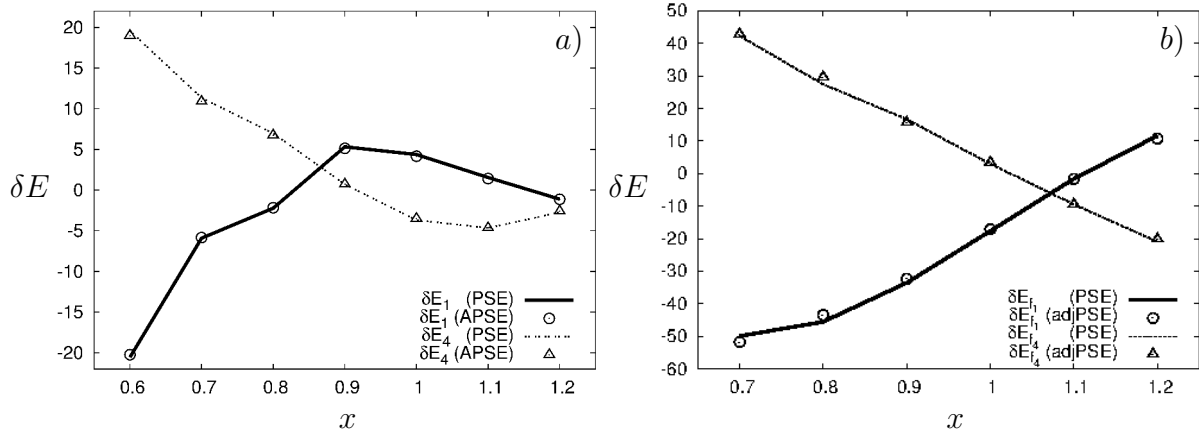 a)
20
15
10
5
0
-5
-10
-15
-20
δE
δE1 (PSE)
δE1 (APSE)
δE4 (PSE)
δE4 (APSE)
0.6 0.7 0.8 0.9 1 1.1 1.2
x
b)
50
40
30
20
10
0
-10
-20
-30
-40
-50
-60
δE
δEf1 (PSE)
δEf1 (adjPSE)
δEf4 (PSE)
δEf4 (adjPSE)
0.7 0.8 0.9 1 1.1 1.2
x